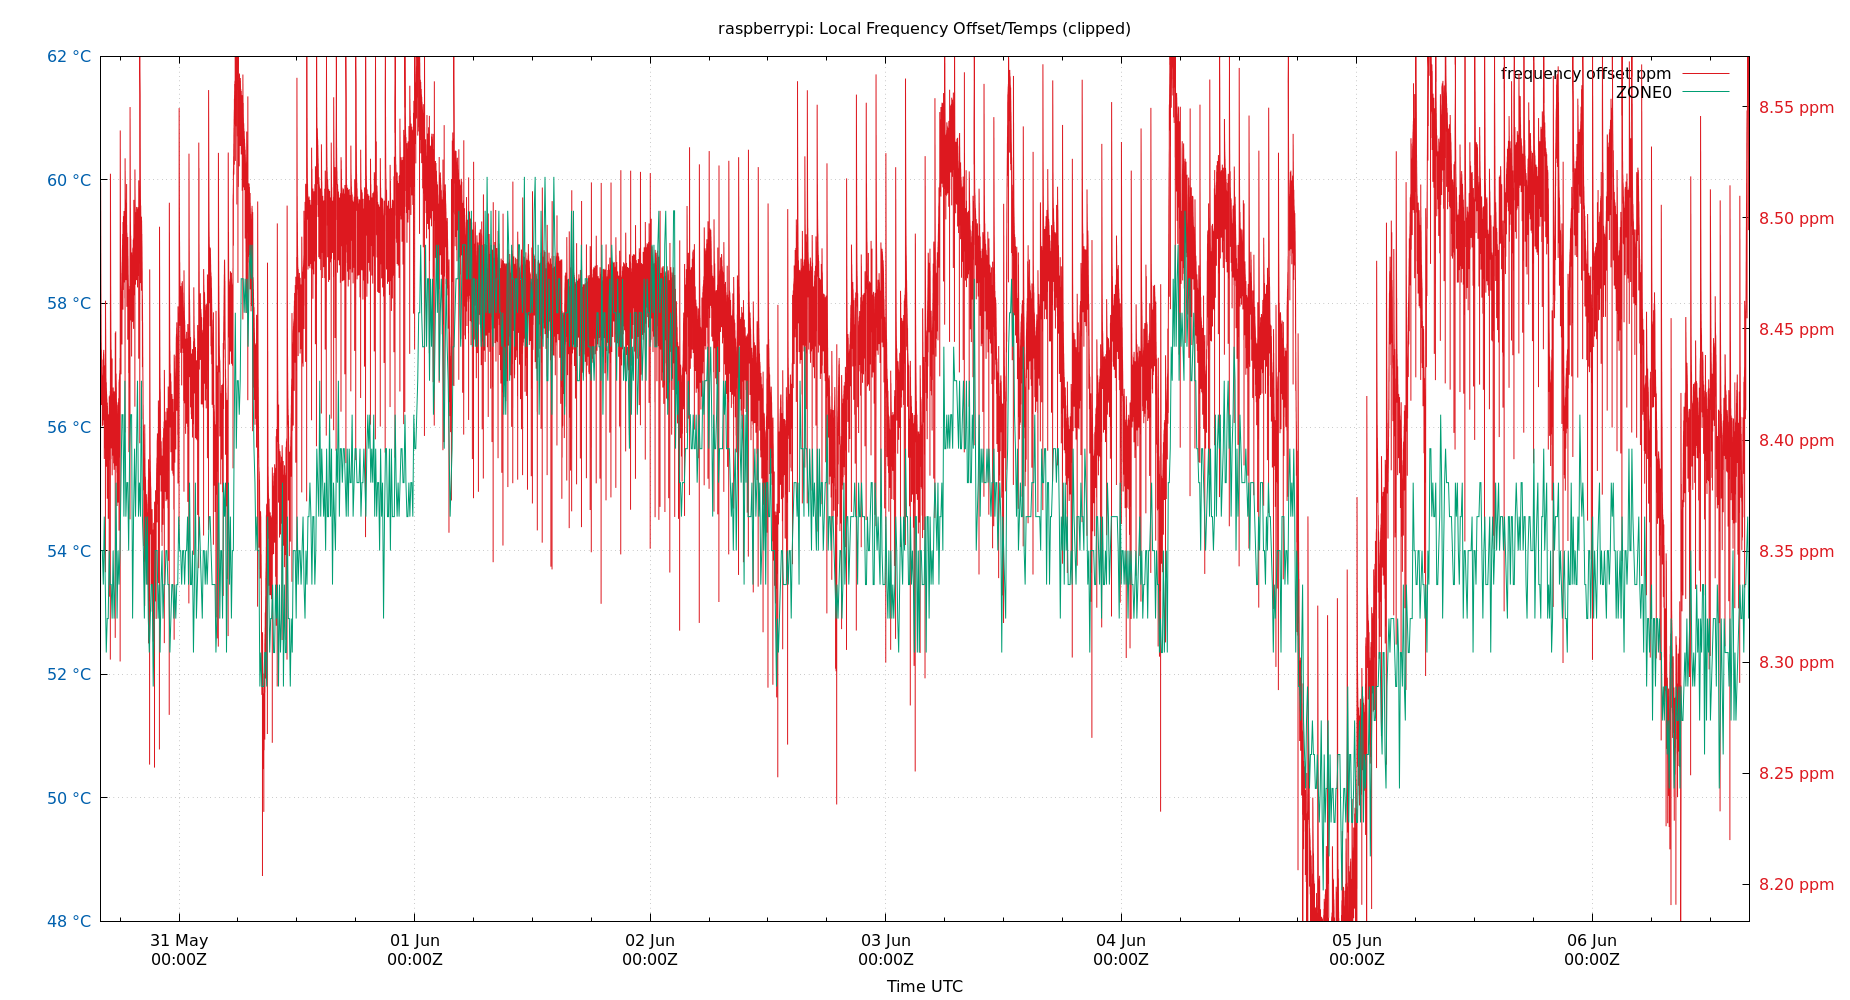 raspberrypi: Local Frequency Offset/Temps (clipped)
frequency offset ppm
ZONE0
62 °C
60 °C
58 °C
56 °C
54 °C
52 °C
50 °C
48 °C
8.55 ppm
8.50 ppm
8.45 ppm
8.40 ppm
8.35 ppm
8.30 ppm
8.25 ppm
8.20 ppm
31 May
00:00Z
01 Jun
00:00Z
02 Jun
00:00Z
03 Jun
00:00Z
04 Jun
00:00Z
05 Jun
00:00Z
06 Jun
00:00Z
Time UTC